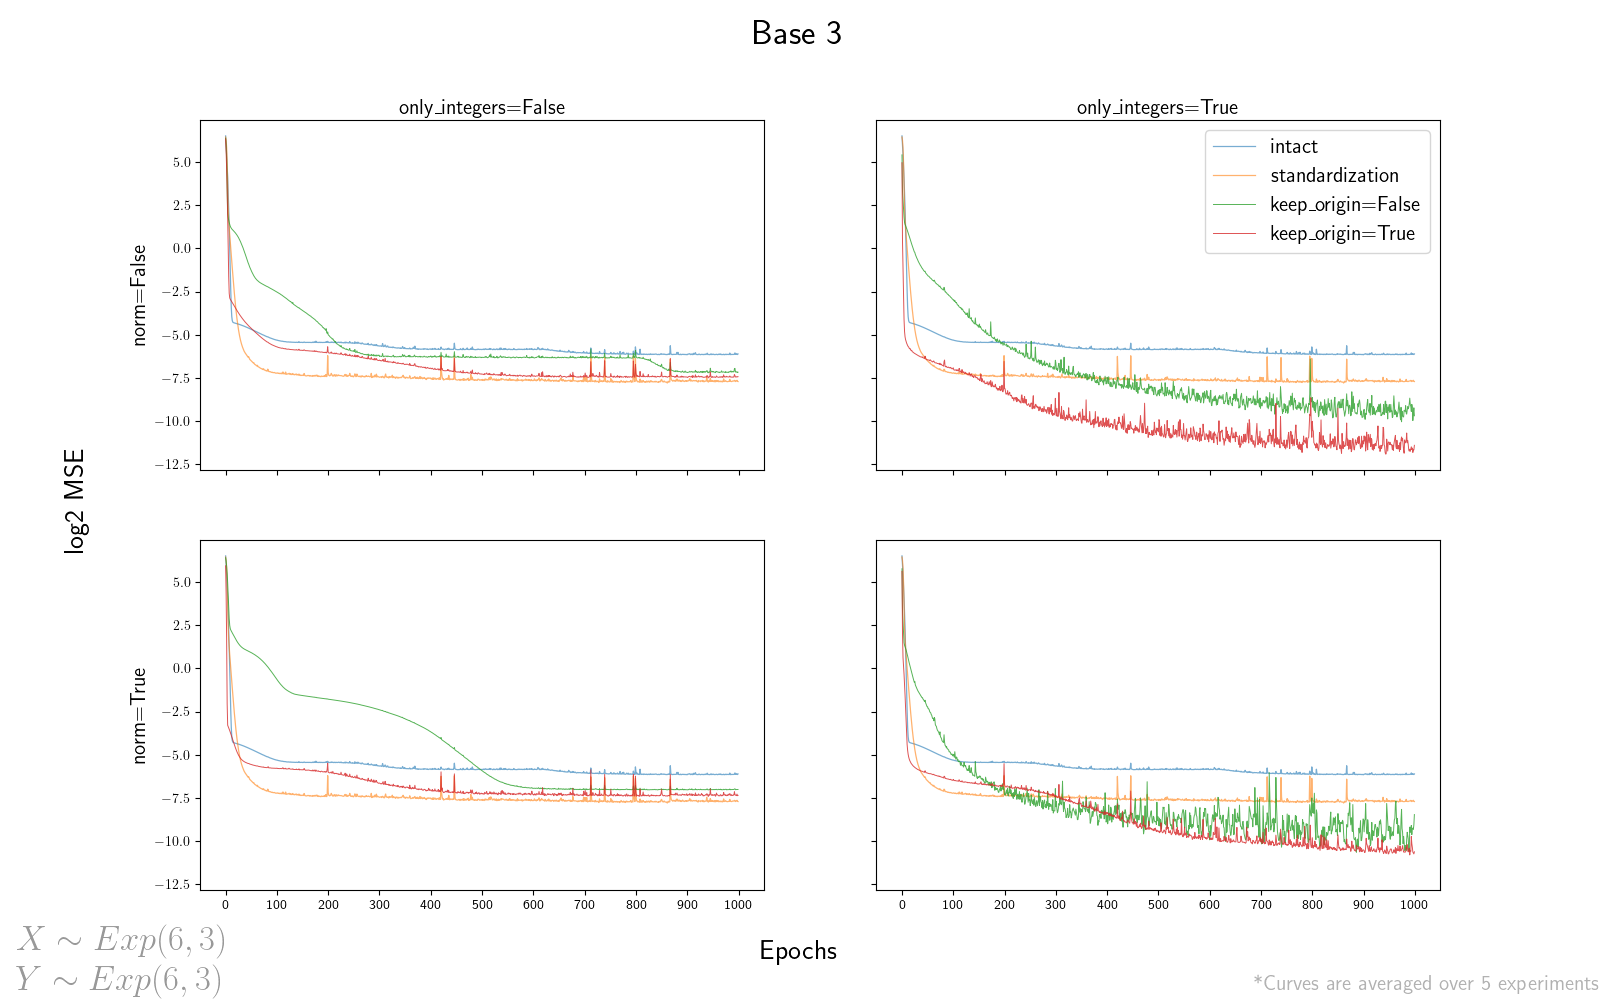 Base 3
only_integers=False
only_integers=True
intact
standardization
keep_origin=False
keep_origin=True
norm=False
5.0
2.5
0.0
−2.5
−5.0
−7.5
−10.0
−12.5
log2 MSE
norm=True
5.0
2.5
0.0
−2.5
−5.0
−7.5
−10.0
−12.5
0 100 200 300 400 500 600 700 800 900 1000
0 100 200 300 400 500 600 700 800 900 1000
Epochs
X ∼ Exp(6, 3)
Y ∼ Exp(6, 3)
*Curves are averaged over 5 experiments